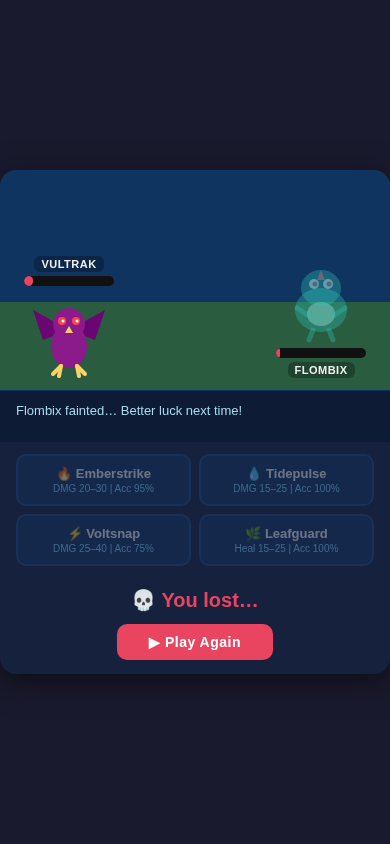 VULTRAK
FLOMBIX
Flombix fainted… Better luck next time!
🔥 Emberstrike
DMG 20–30 | Acc 95%
💧 Tidepulse
DMG 15–25 | Acc 100%
⚡ Voltsnap
DMG 25–40 | Acc 75%
🌿 Leafguard
Heal 15–25 | Acc 100%
💀 You lost…
▶ Play Again